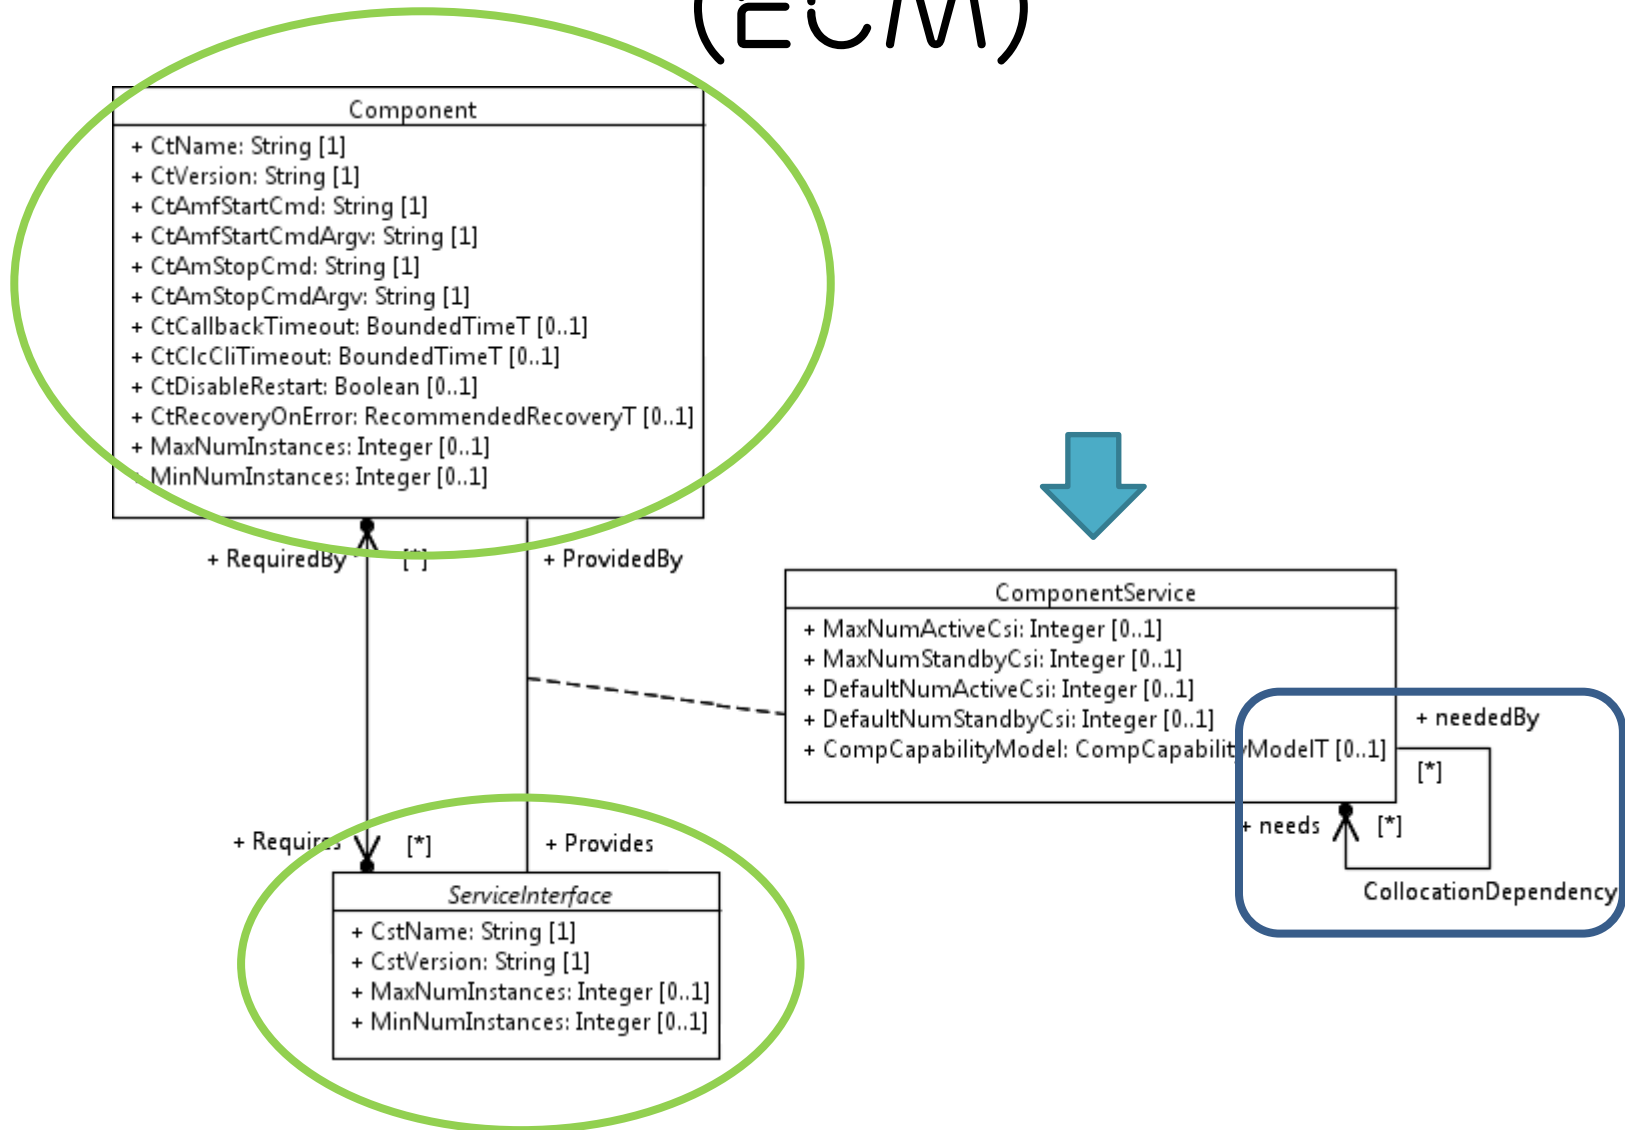 (ECM)
Component
+ CtName: String [1]
+ CtVersion: String [1]
+ CtAmfStartCmd: String [1]
+ CtAmfStartCmdArgv: String [1]
+ CtAmStopCmd: String [1]
+ CtAmStopCmdArgv: String [1]
+ CtCallbackTimeout: BoundedTimeT [0..1]
+ CtClcCliTimeout: BoundedTimeT [0..1]
+ CtDisableRestart: Boolean [0..1]
+ CtRecoveryOnError: RecommendedRecoveryT [0..1]
+ MaxNumInstances: Integer [0..1]
+ MinNumInstances: Integer [0..1]
+ RequiredBy [*] + ProvidedBy
ComponentService
+ MaxNumActiveCsi: Integer [0..1]
+ MaxNumStandbyCsi: Integer [0..1]
+ DefaultNumActiveCsi: Integer [0..1]
+ DefaultNumStandbyCsi: Integer [0..1]
+ CompCapabilityModel: CompCapabilityModelT [0..1]
+ neededBy
[*]
+ needs [*]
CollocationDependency
+ Requires [*] + Provides
ServiceInterface
+ CstName: String [1]
+ CstVersion: String [1]
+ MaxNumInstances: Integer [0..1]
+ MinNumInstances: Integer [0..1]